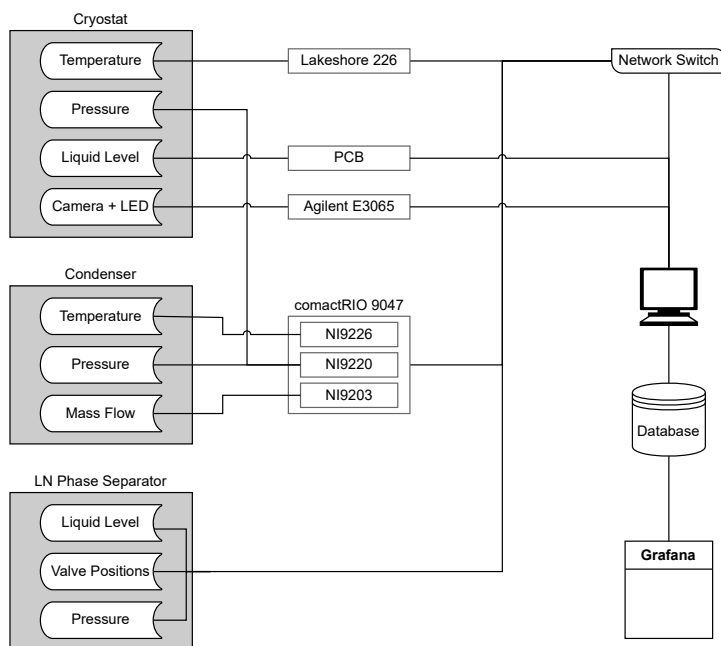 Cryostat
Temperature
Lakeshore 226
Network Switch
Pressure
Liquid Level
PCB
Camera + LED
Agilent E3065
Condenser
comactRIO 9047
Temperature
NI9226
Pressure
NI9220
Mass Flow
NI9203
Database
LN Phase Separator
Liquid Level
Valve Positions
Grafana
Pressure